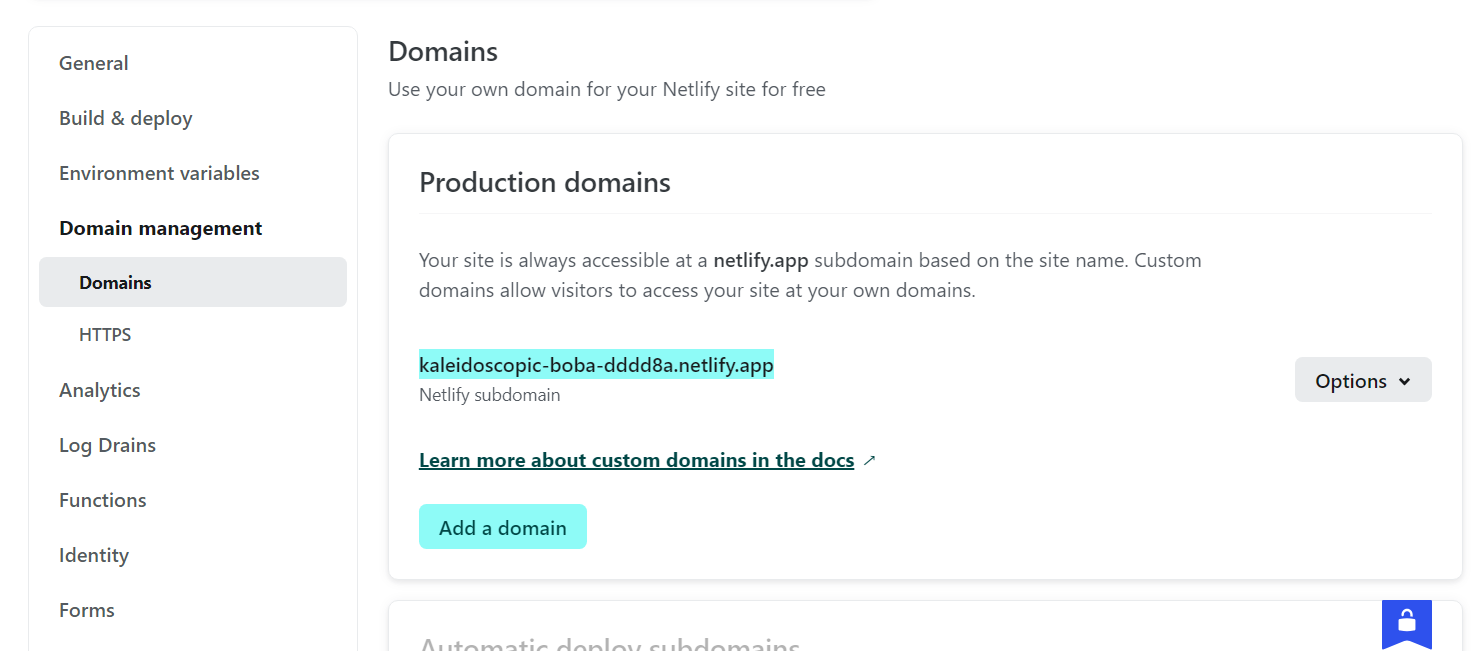 General
Build & deploy
Environment variables
Domain management
Domains
HTTPS
Analytics
Log Drains
Functions
Identity
Forms
Domains
Use your own domain for your Netlify site for free
Production domains
Your site is always accessible at a netlify.app subdomain based on the site name. Custom
domains allow visitors to access your site at your own domains.
kaleidoscopic-boba-dddd8a.netlify.app
Netlify subdomain
Options
Learn more about custom domains in the docs ↗
Add a domain
Automatic deploy subdomains